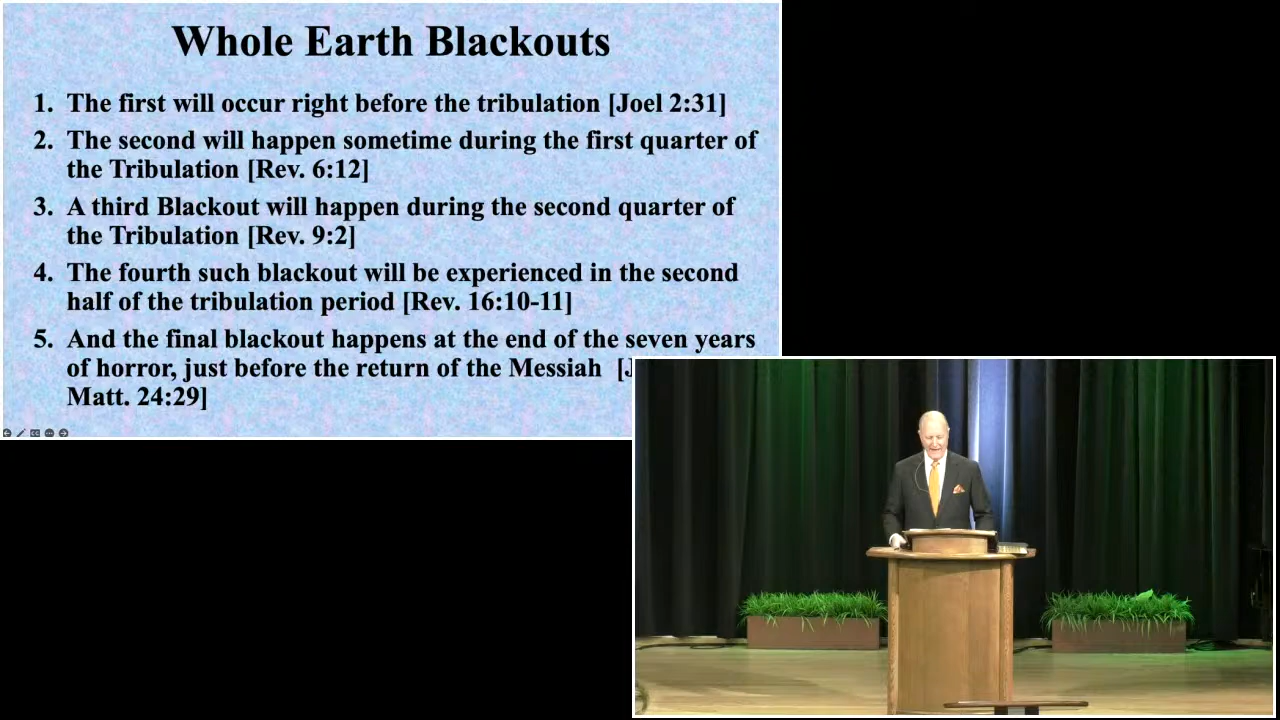 Whole Earth Blackouts
1. The first will occur right before the tribulation [Joel 2:31]
2. The second will happen sometime during the first quarter of
the Tribulation [Rev. 6:12]
3. A third Blackout will happen during the second quarter of
the Tribulation [Rev. 9:2]
4. The fourth such blackout will be experienced in the second
half of the tribulation period [Rev. 16:10-11]
5. And the final blackout happens at the end of the seven years
of horror, just before the return of the Messiah [
Matt. 24:29]